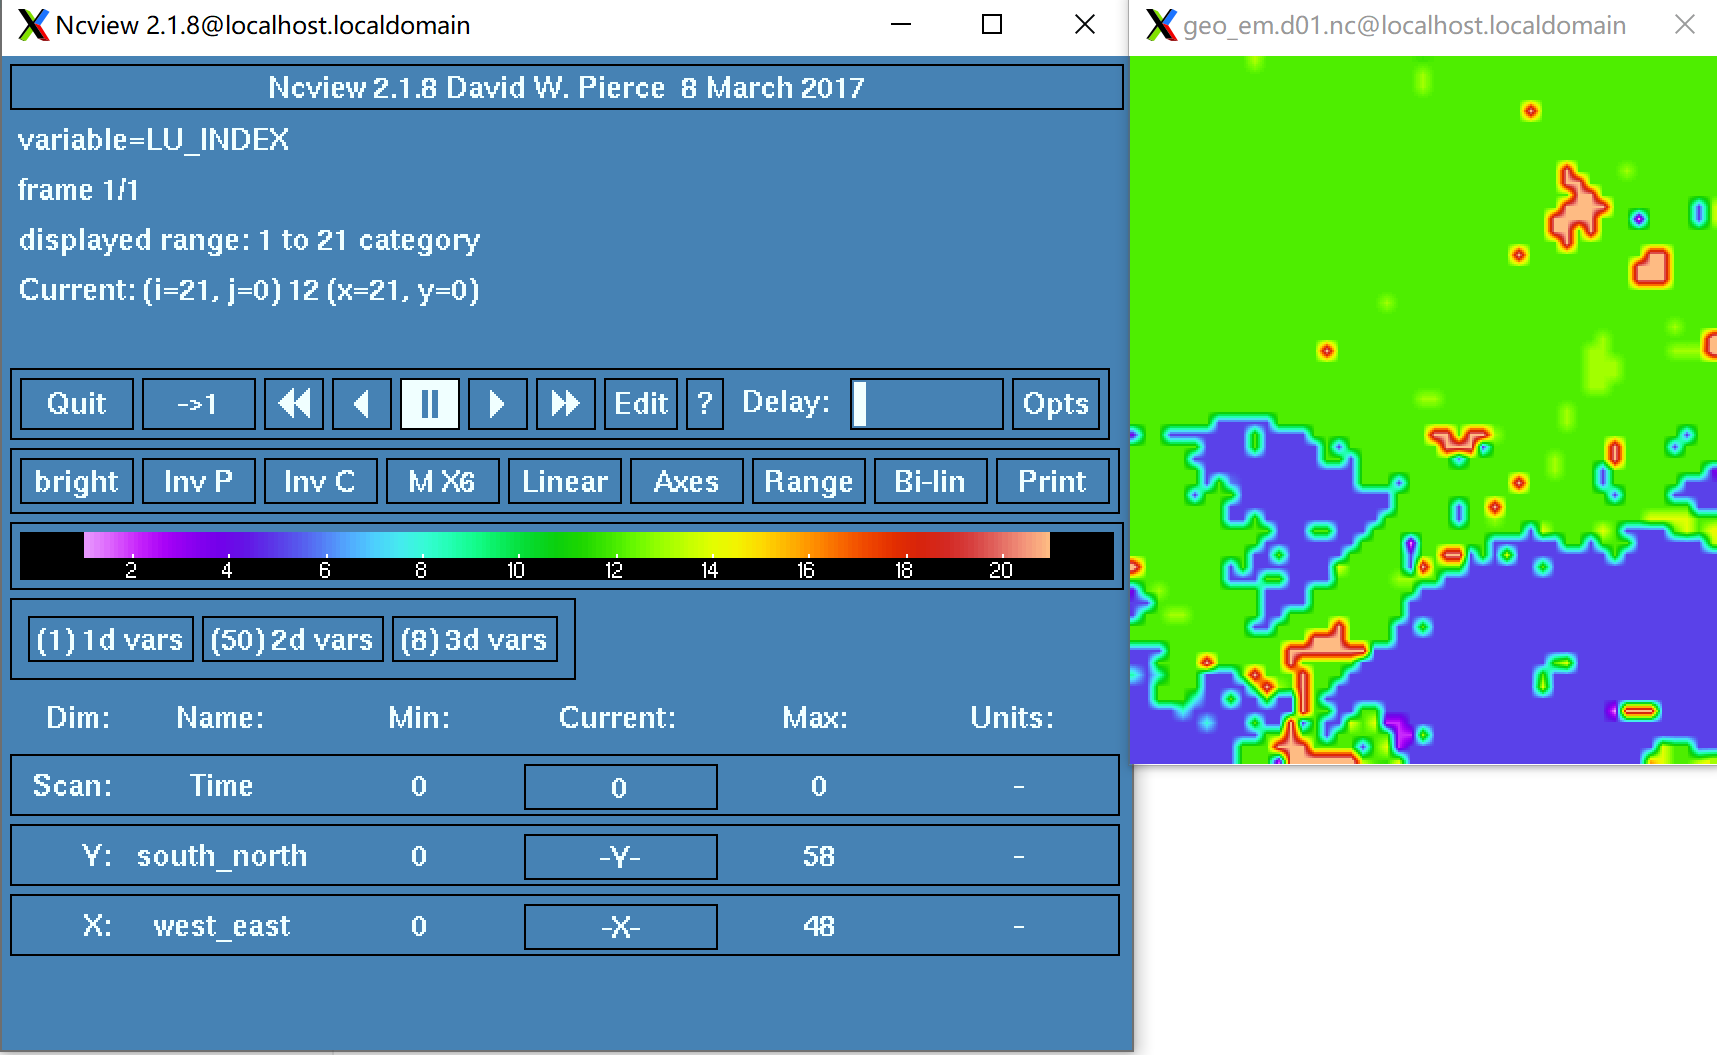 Ncview 2.1.8@localhost.localdomain
geo_em.d01.nc@localhost.localdomain
Ncview 2.1.8 David W. Pierce 8 March 2017
variable=LU_INDEX
frame 1/1
displayed range: 1 to 21 category
Current: (i=21, j=0) 12 (x=21, y=0)
Quit ->1 Edit ? Delay: Opts
bright Inv P Inv C M X6 Linear Axes Range Bi-lin Print
2 4 6 8 10 12 14 16 18 20
(1) 1d vars (50) 2d vars (8) 3d vars
Dim: Name: Min: Current: Max: Units:
Scan: Time 0 0 0 -
Y: south_north 0 -Y- 58 -
X: west_east 0 -X- 48 -